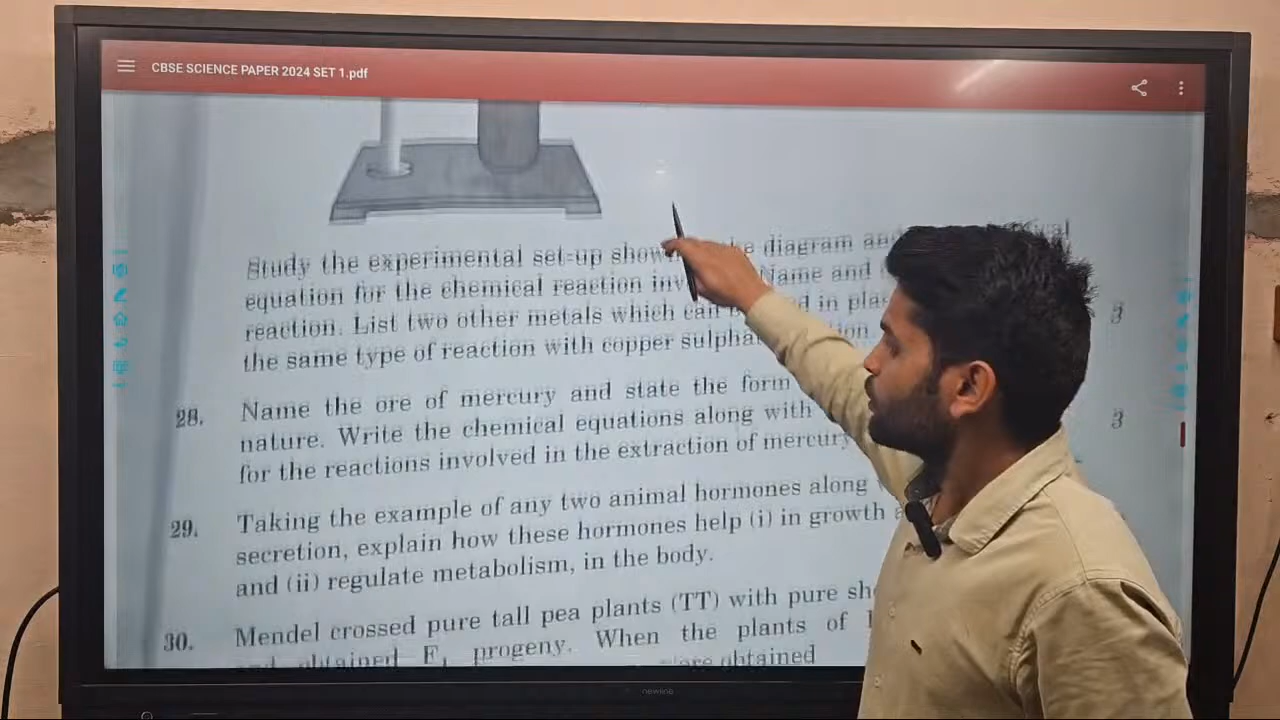 CBSE SCIENCE PAPER 2024 SET 1.pdf
Study the experimental set-up diagram
equation for the chemical reaction Name and
reaction. List two other metals which can in
3
the same type of reaction with copper
28. Name the ore of mercury and state the form
nature. Write the chemical equations along with
3
for the reactions involved in the extraction of mercury
29. Taking the example of any two animal hormones along
secretion, explain how these hormones help (i) in growth
and (ii) regulate metabolism, in the body.
30. Mendel crossed pure tall pea plants (TT) with pure
and obtained F1 progeny. When the plants of
were obtained
newline